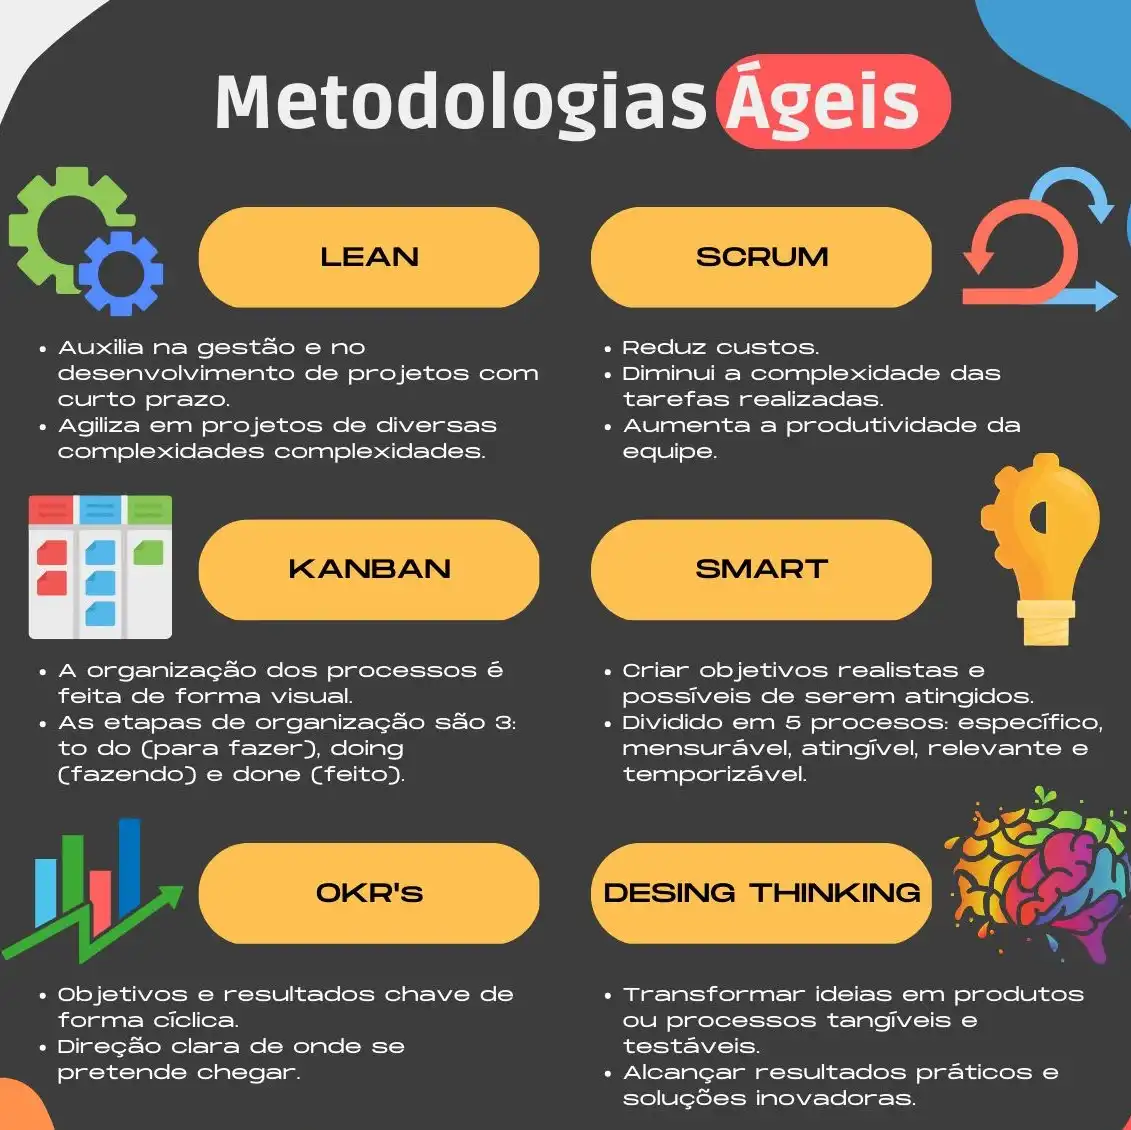 Metodologias Ágeis
LEAN
Auxilia na gestão e no
desenvolvimento de projetos com
curto prazo.
Agiliza em projetos de diversas
complexidades complexidades.
SCRUM
Reduz custos.
Diminui a complexidade das
tarefas realizadas.
Aumenta a produtividade da
equipe.
KANBAN
A organização dos processos é
feita de forma visual.
As etapas de organização são 3:
to do (para fazer), doing
(fazendo) e done (feito).
SMART
Criar objetivos realistas e
possíveis de serem atingidos.
Dividido em 5 procesos: específico,
mensurável, atingível, relevante e
temporizável.
OKR's
Objetivos e resultados chave de
forma cíclica.
Direção clara de onde se
pretende chegar.
DESING THINKING
Transformar ideias em produtos
ou processos tangíveis e
testáveis.
Alcançar resultados práticos e
soluções inovadoras.